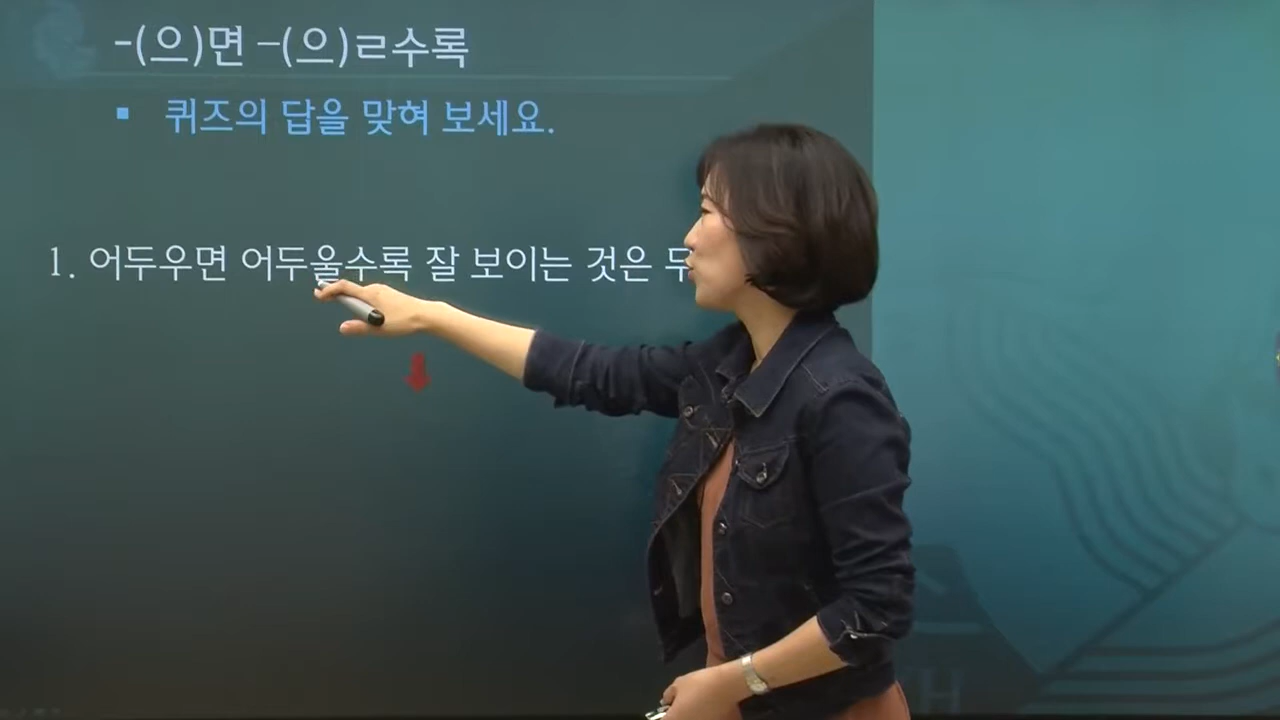 -(으)면 -(으)ㄹ수록
퀴즈의 답을 맞혀 보세요.
1. 어두우면 어두울수록 잘 보이는 것은